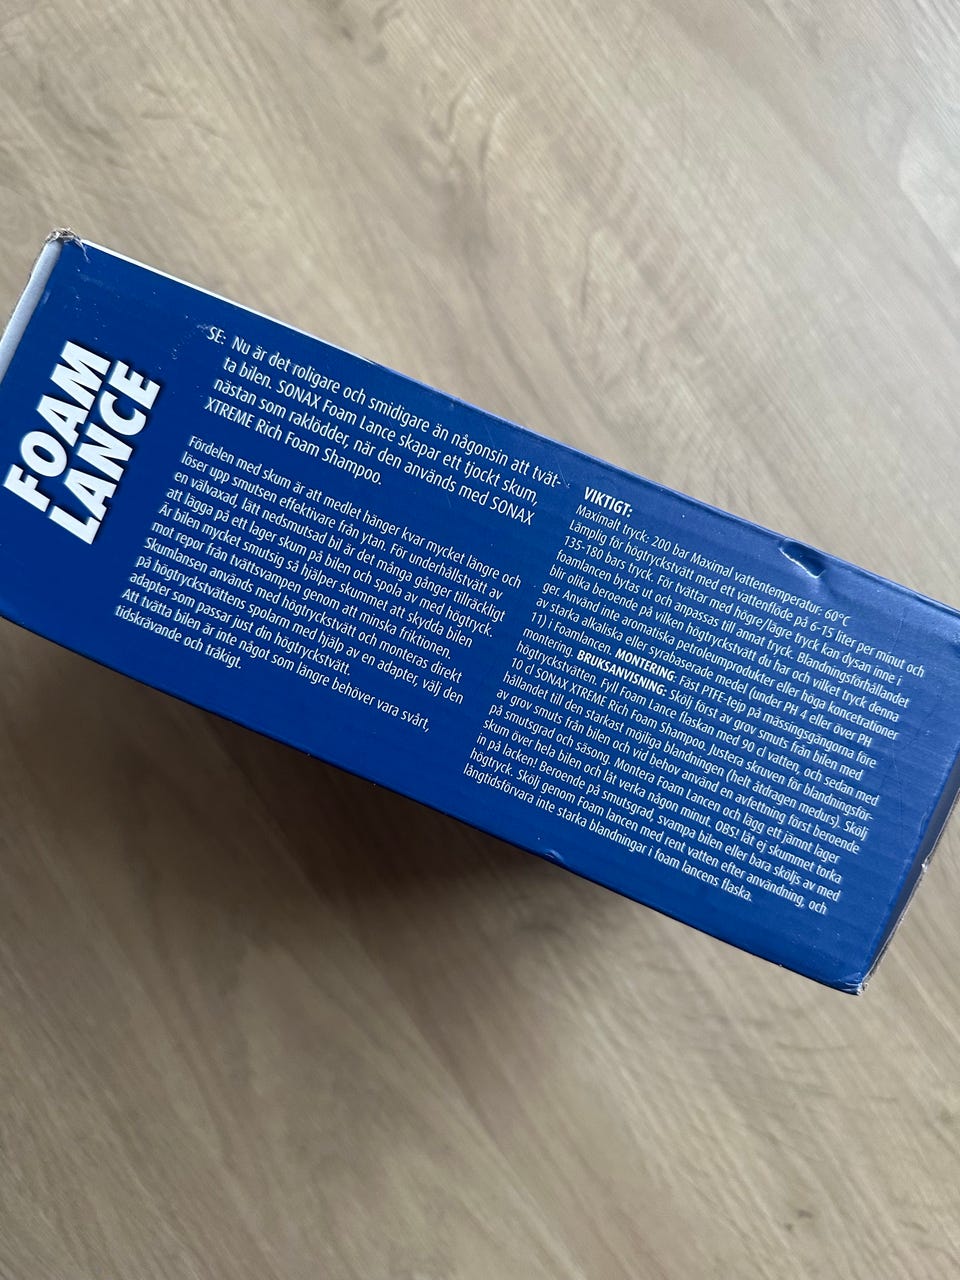 FOAM
LANCE
SE: Nu är det roligare och smidigare än någonsin att tvät-
ta bilen. SONAX Foam Lance skapar ett tjockt skum,
nästan som raklödder, när den används med SONAX
XTREME Rich Foam Shampoo.
Fördelen med skum är att medlet hänger kvar mycket längre och
löser upp smutsen effektivare från ytan. För underhållstvätt av
en välvaxad, lätt nedsmutsad bil är det många gånger tillräckligt
att lägga på ett lager skum på bilen och spola av med högtryck.
Är bilen mycket smutsig så hjälper skummet att skydda bilen
mot repor från tvättsvampen genom att minska friktionen.
Skumlansen används med högtryckstvätt och monteras direkt
på högtryckstvättens spolarm med hjälp av en adapter, välj den
adapter som passar just din högtryckstvätt.
Att tvätta bilen är inte något som längre behöver vara svårt,
tidskrävande och tråkigt.
VIKTIGT:
Maximalt tryck: 200 bar Maximal vattentemperatur: 60°C
Lämplig för högtryckstvätt med ett vattenflöde på 6-15 liter per minut och
135-180 bars tryck. För tvättar med högre/lägre tryck kan dysan inne i
foamlancen bytas ut och anpassas till annat tryck. Blandningsförhållandet
blir olika beroende på vilken högtryckstvätt du har och vilket tryck denna
ger. Använd inte aromatiska petroleumprodukter eller höga koncetrationer
av starka alkaliska eller syrabaserade medel (under PH 4 eller över PH
11) i Foamlancen. MONTERING: Fäst PTFE-tejp på mässingsgängorna före
montering. BRUKSANVISNING: Skölj först av grov smuts från bilen med
högtryckstvätten. Fyll Foam Lance flaskan med 90 cl vatten, och sedan med
10 cl SONAX XTREME Rich Foam Shampoo. Justera skruven för blandningsför-
hållandet till den starkast möjliga blandningen (helt åtdragen medurs). Skölj
av grov smuts från bilen och vid behov använd en avfettning först beroende
på smutsgrad och säsong. Montera Foam Lancen och lägg ett jämnt lager
skum över hela bilen och låt verka någon minut. OBS! låt ej skummet torka
in på lacken! Beroende på smutsgrad, svampa bilen eller bara sköljs av med
högtryck. Skölj genom Foam lancen med rent vatten efter användning, och
långtidsförvara inte starka blandningar i foam lancens flaska.